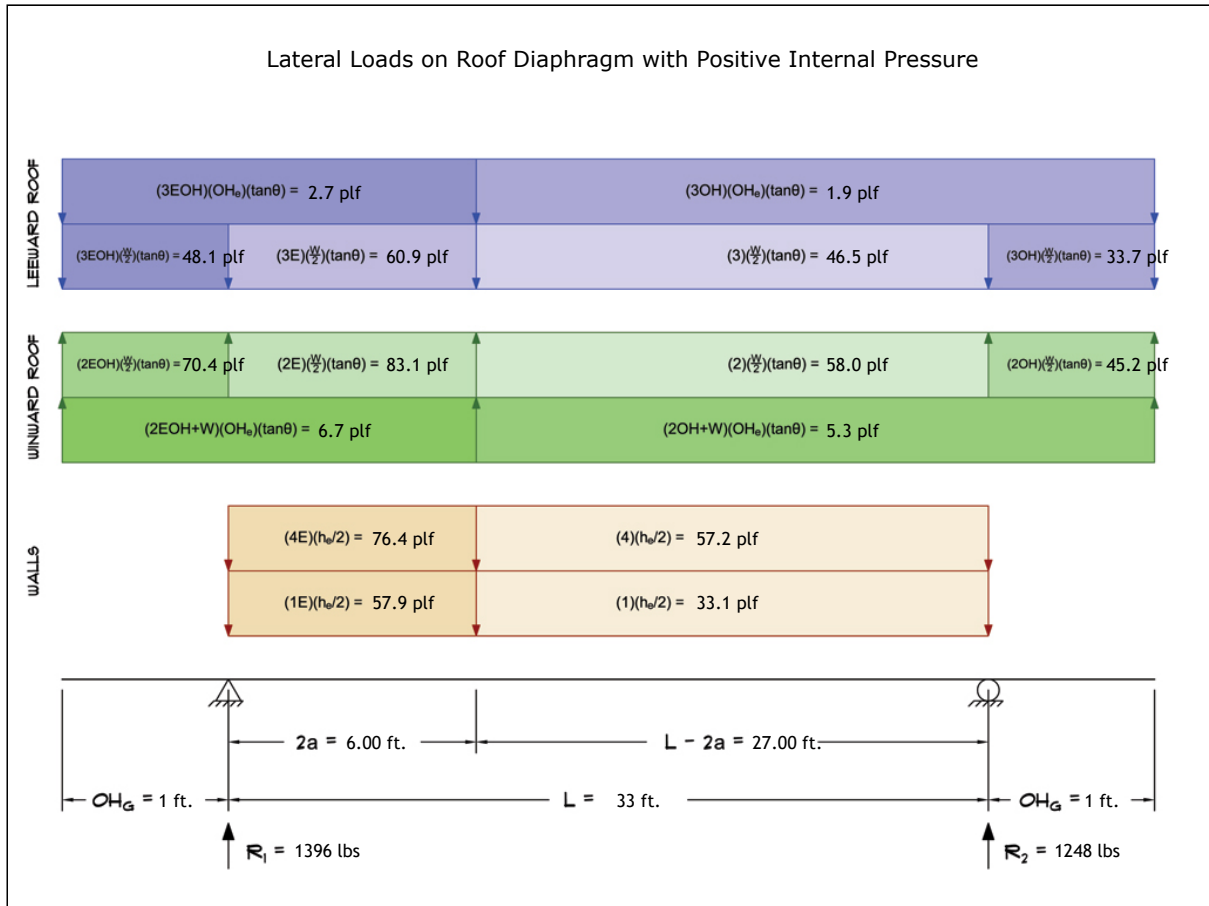 Lateral Loads on Roof Diaphragm with Positive Internal Pressure
LEEWARD ROOF
(3EOH)(OHₑ)(tanθ) = 2.7 plf
(3OH)(OHₑ)(tanθ) = 1.9 plf
(3EOH)(W/2)(tanθ) = 48.1 plf
(3E)(W/2)(tanθ) = 60.9 plf
(3)(W/2)(tanθ) = 46.5 plf
(3OH)(W/2)(tanθ) = 33.7 plf
WINWARD ROOF
(2EOH)(W/2)(tanθ) = 70.4 plf
(2E)(W/2)(tanθ) = 83.1 plf
(2)(W/2)(tanθ) = 58.0 plf
(2OH)(W/2)(tanθ) = 45.2 plf
(2EOH+W)(OHₑ)(tanθ) = 6.7 plf
(2OH+W)(OHₑ)(tanθ) = 5.3 plf
WALLS
(4E)(hₑ/2) = 76.4 plf
(4)(hₑ/2) = 57.2 plf
(1E)(hₑ/2) = 57.9 plf
(1)(hₑ/2) = 33.1 plf
2a = 6.00 ft.
L - 2a = 27.00 ft.
OH_G = 1 ft.
L = 33 ft.
OH_G = 1 ft.
R₁ = 1396 lbs
R₂ = 1248 lbs